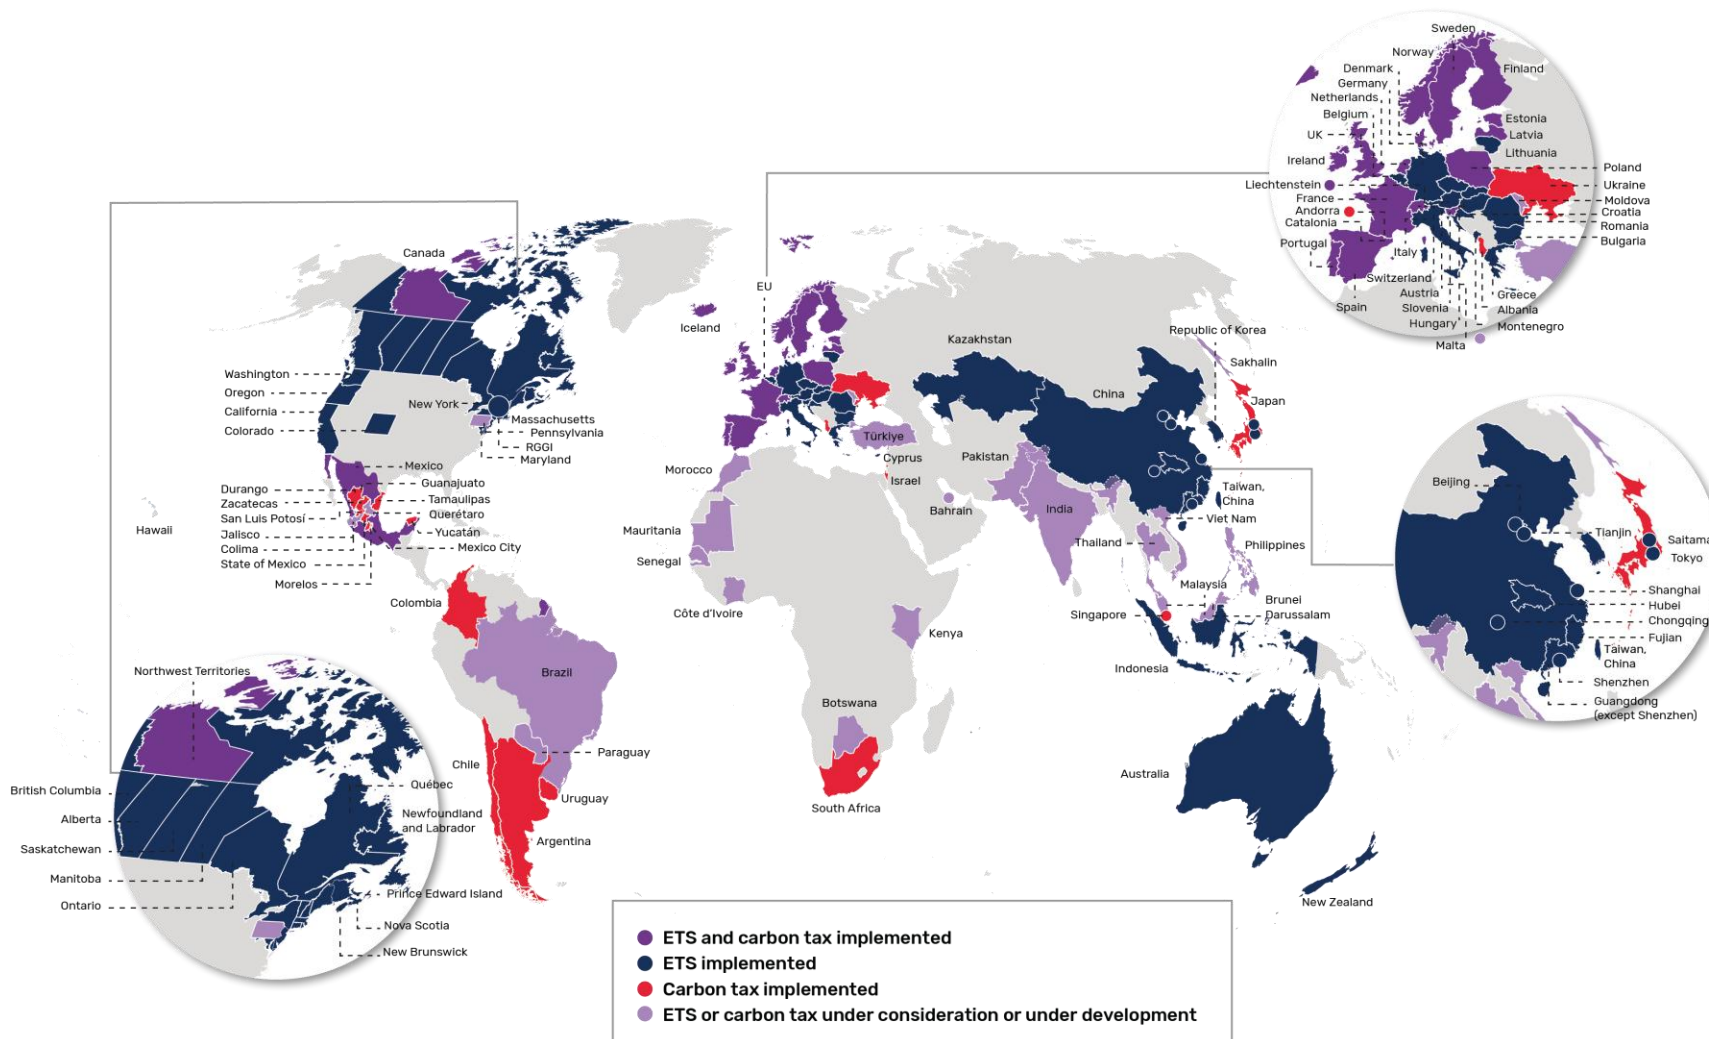 Sweden
Norway
Finland
Denmark
Germany
Netherlands
Belgium
UK
Estonia
Latvia
Lithuania
Ireland
Poland
Liechtenstein
Ukraine
France
Moldova
Andorra
Croatia
Catalonia
Romania
Portugal
Bulgaria
Italy
Switzerland
Austria
Greece
Spain
Slovenia
Albania
Hungary
Montenegro
Malta
Canada
EU
Iceland
Kazakhstan
Republic of Korea
Sakhalin
Washington
Oregon
California
Colorado
New York
Massachusetts
Pennsylvania
RGGI
Maryland
China
Japan
Türkiye
Cyprus
Israel
Pakistan
Morocco
Mexico
Guanajuato
Durango
Tamaulipas
Zacatecas
Querétaro
San Luis Potosí
Yucatán
Jalisco
Colima
Mexico City
State of Mexico
Morelos
Hawaii
Mauritania
Senegal
Bahrain
India
Taiwan,
China
Viet Nam
Thailand
Philippines
Malaysia
Brunei
Darussalam
Singapore
Colombia
Côte d’Ivoire
Kenya
Indonesia
Brazil
Botswana
Beijing
Tianjin
Saitama
Tokyo
Shanghai
Hubei
Chongqing
Fujian
Taiwan,
China
Shenzhen
Guangdong
(except Shenzhen)
Northwest Territories
Paraguay
Chile
Uruguay
Argentina
South Africa
Australia
New Zealand
British Columbia
Québec
Alberta
Newfoundland
and Labrador
Saskatchewan
Manitoba
Prince Edward Island
Ontario
Nova Scotia
New Brunswick
ETS and carbon tax implemented
ETS implemented
Carbon tax implemented
ETS or carbon tax under consideration or under development